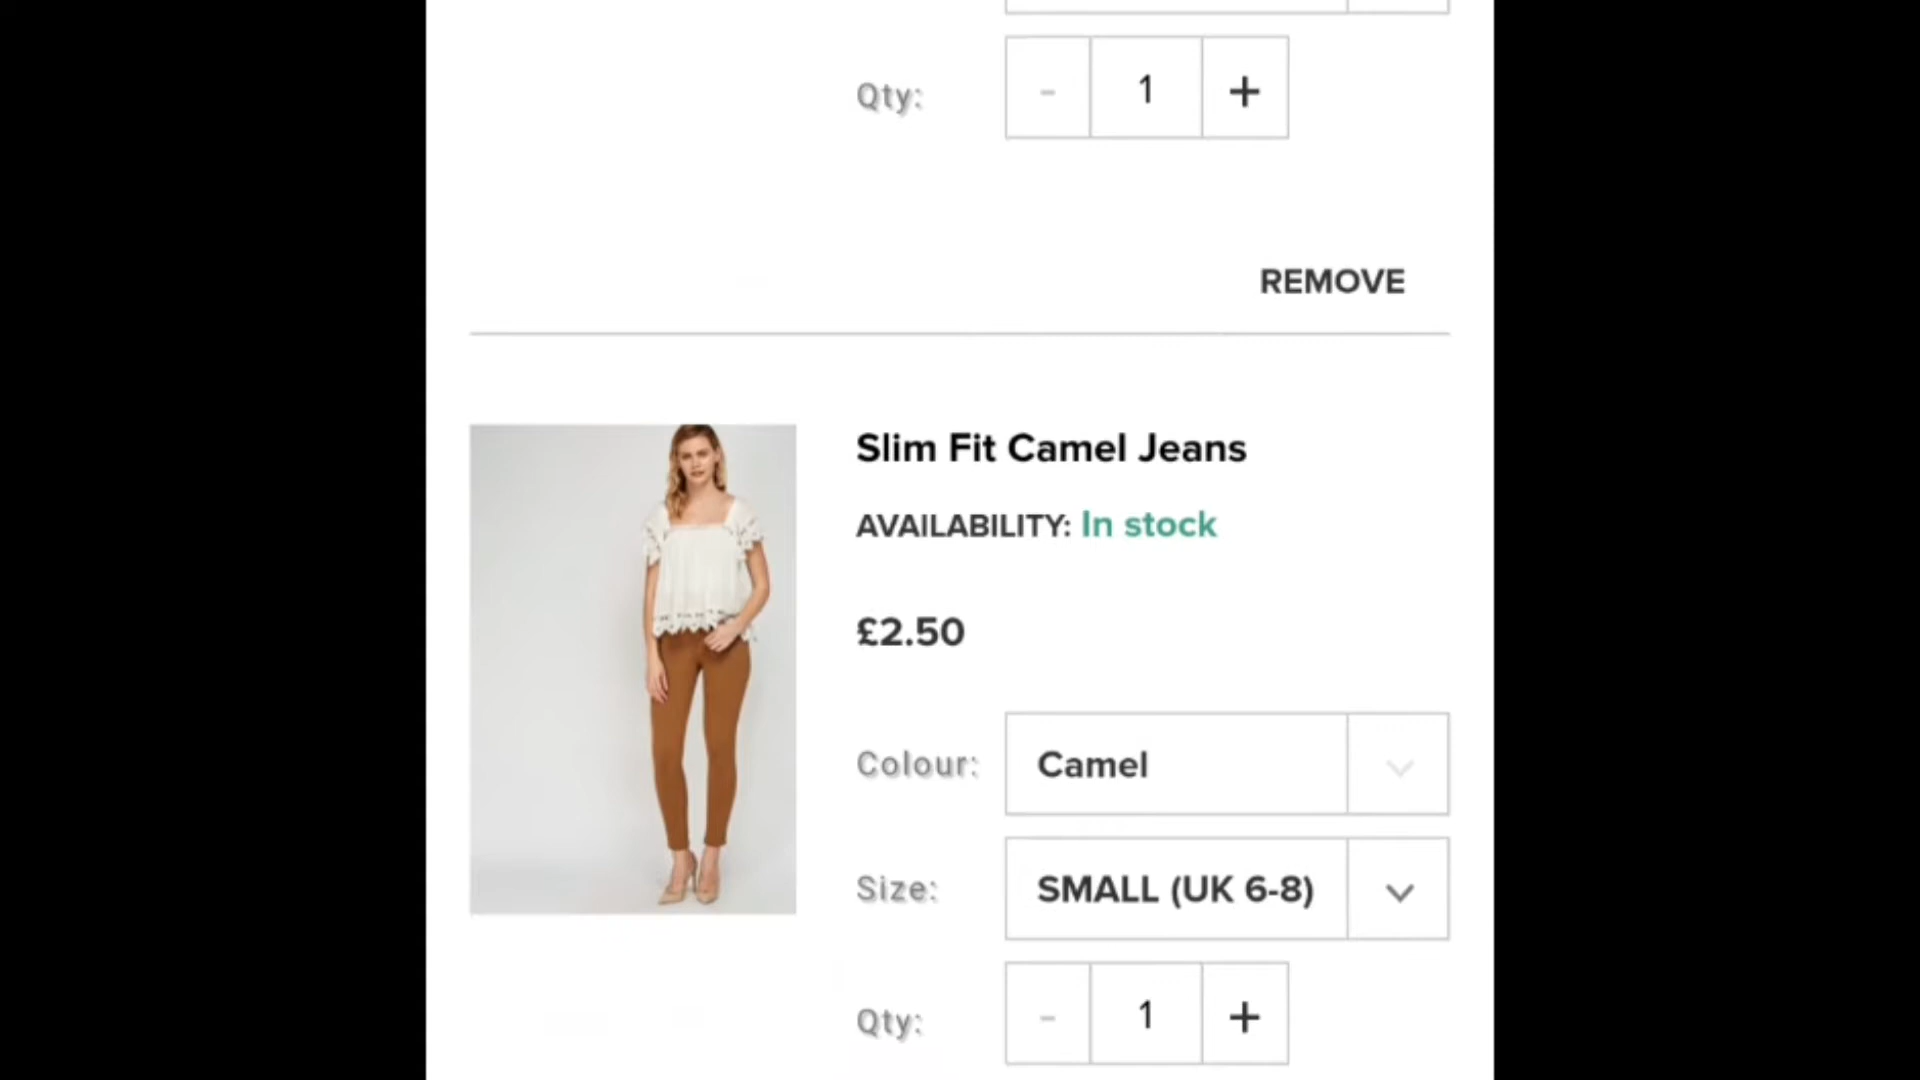 Qty: - 1 +
REMOVE
Slim Fit Camel Jeans
AVAILABILITY: In stock
£2.50
Colour: Camel
Size: SMALL (UK 6-8)
Qty: - 1 +